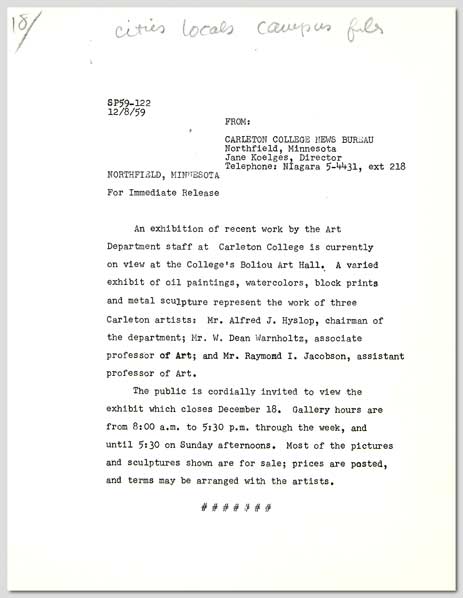 18/
cities locals campus files
SP59-122
12/8/59
FROM:
CARLETON COLLEGE NEWS BUREAU
Northfield, Minnesota
Jane Koelges, Director
Telephone: NIagara 5-4431, ext 218
NORTHFIELD, MINNESOTA
For Immediate Release
An exhibition of recent work by the Art
Department staff at Carleton College is currently
on view at the College's Boliou Art Hall. A varied
exhibit of oil paintings, watercolors, block prints
and metal sculpture represent the work of three
Carleton artists: Mr. Alfred J. Hyslop, chairman of
the department; Mr. W. Dean Warnholtz, associate
professor of Art; and Mr. Raymond I. Jacobson, assistant
professor of Art.
The public is cordially invited to view the
exhibit which closes December 18. Gallery hours are
from 8:00 a.m. to 5:30 p.m. through the week, and
until 5:30 on Sunday afternoons. Most of the pictures
and sculptures shown are for sale; prices are posted,
and terms may be arranged with the artists.
# # # # # # #